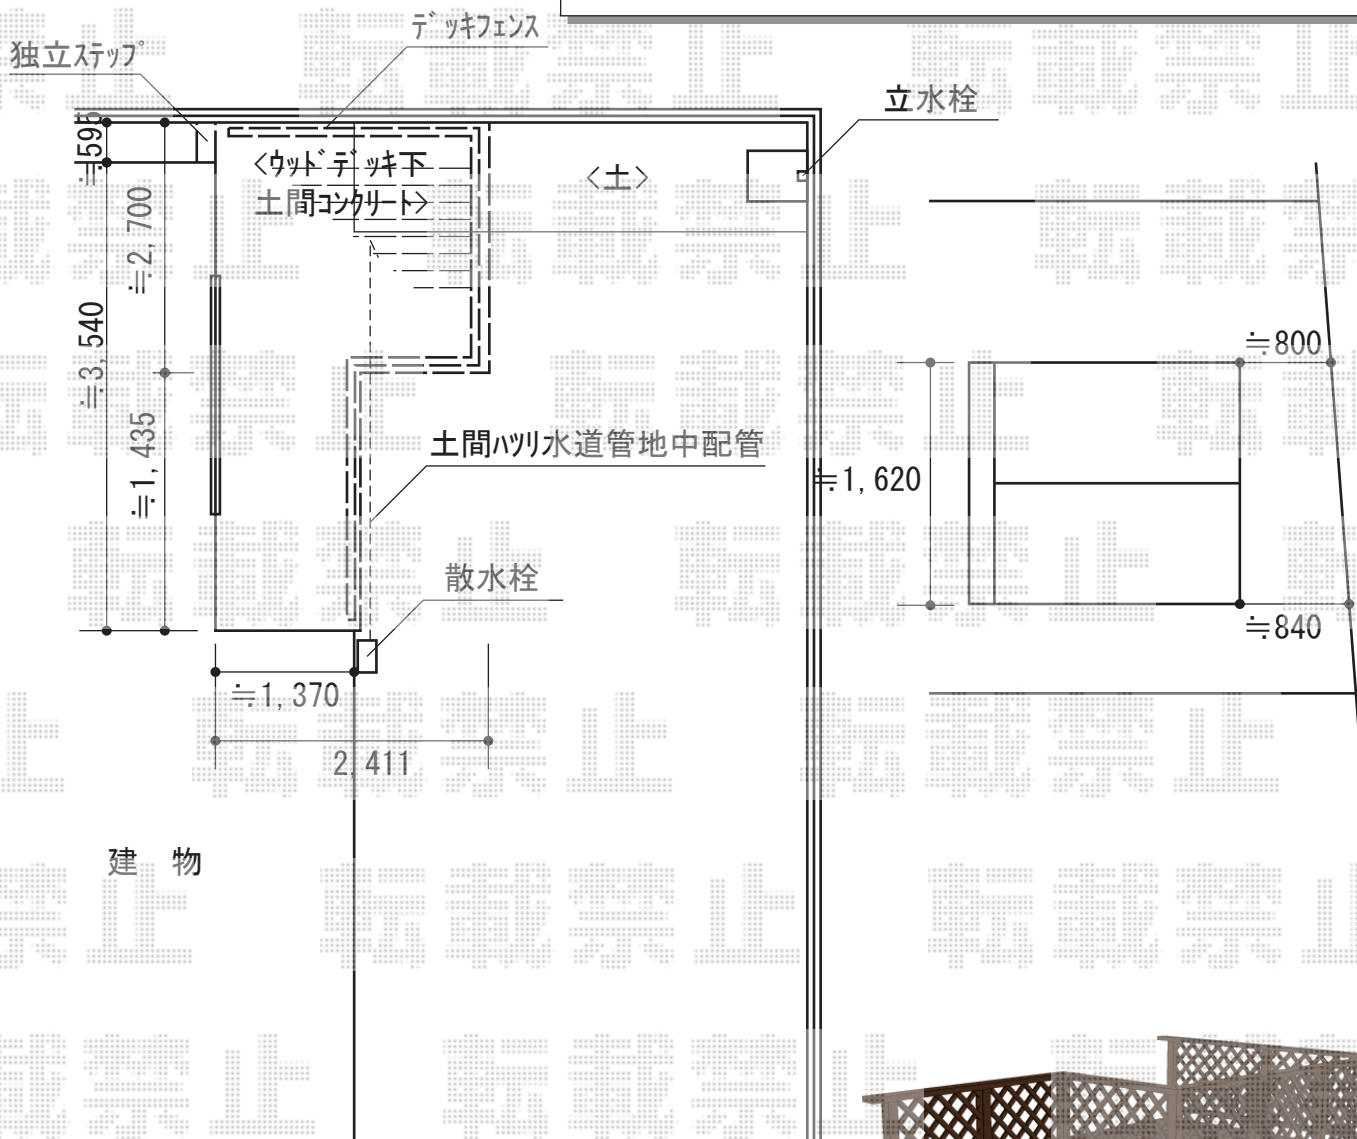 デッキフェンス
独立ステップ
立水栓
≒593
<ウッドデッキ下
土間コンクリート>
<土>
≒2,700
≒3,540
≒800
≒1,435
土間ハツリ水道管地中配管
≒1,620
散水栓
≒840
≒1,370
2,411
建 物
転載禁止